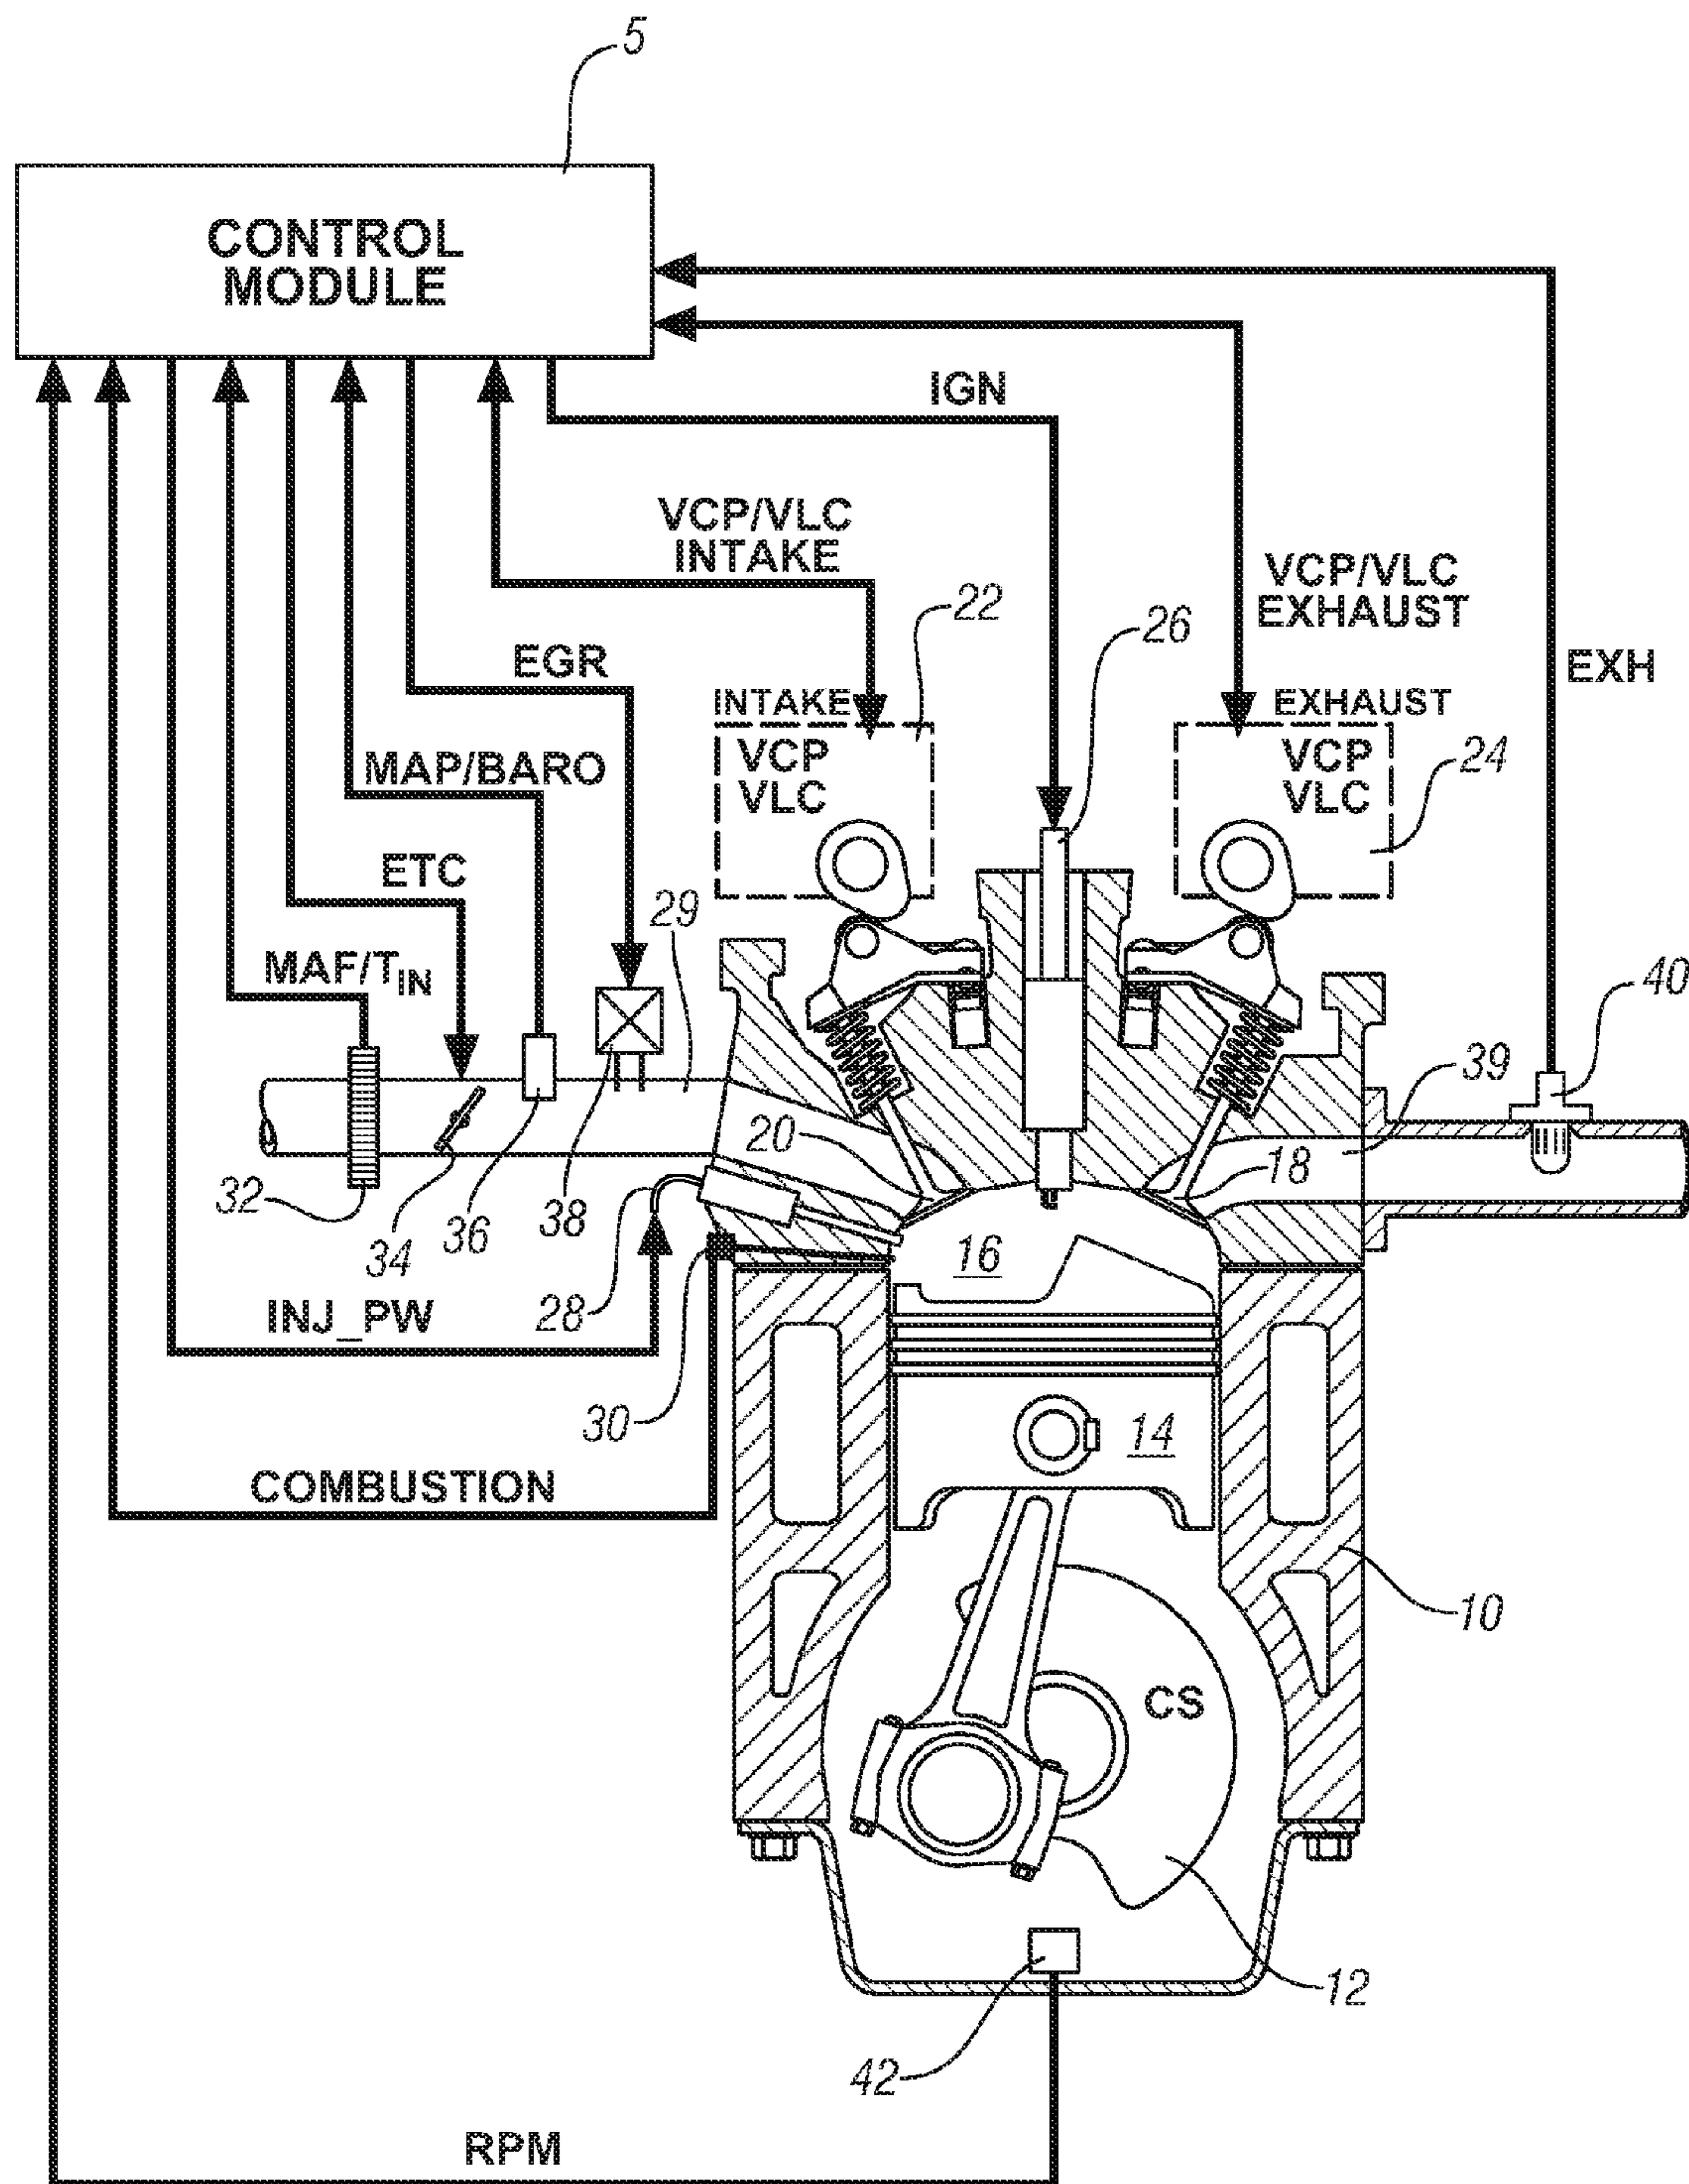 5
CONTROL
MODULE
IGN
VCP/VLC
INTAKE
VCP/VLC
EXHAUST
22
26
EGR
EXH
INTAKE
EXHAUST
VCP
VLC
VCP
VLC
24
MAP/BARO
ETC
29
MAF/T_IN
40
39
20
18
32
34
36
38
16
28
INJ_PW
30
14
COMBUSTION
10
CS
12
42
RPM